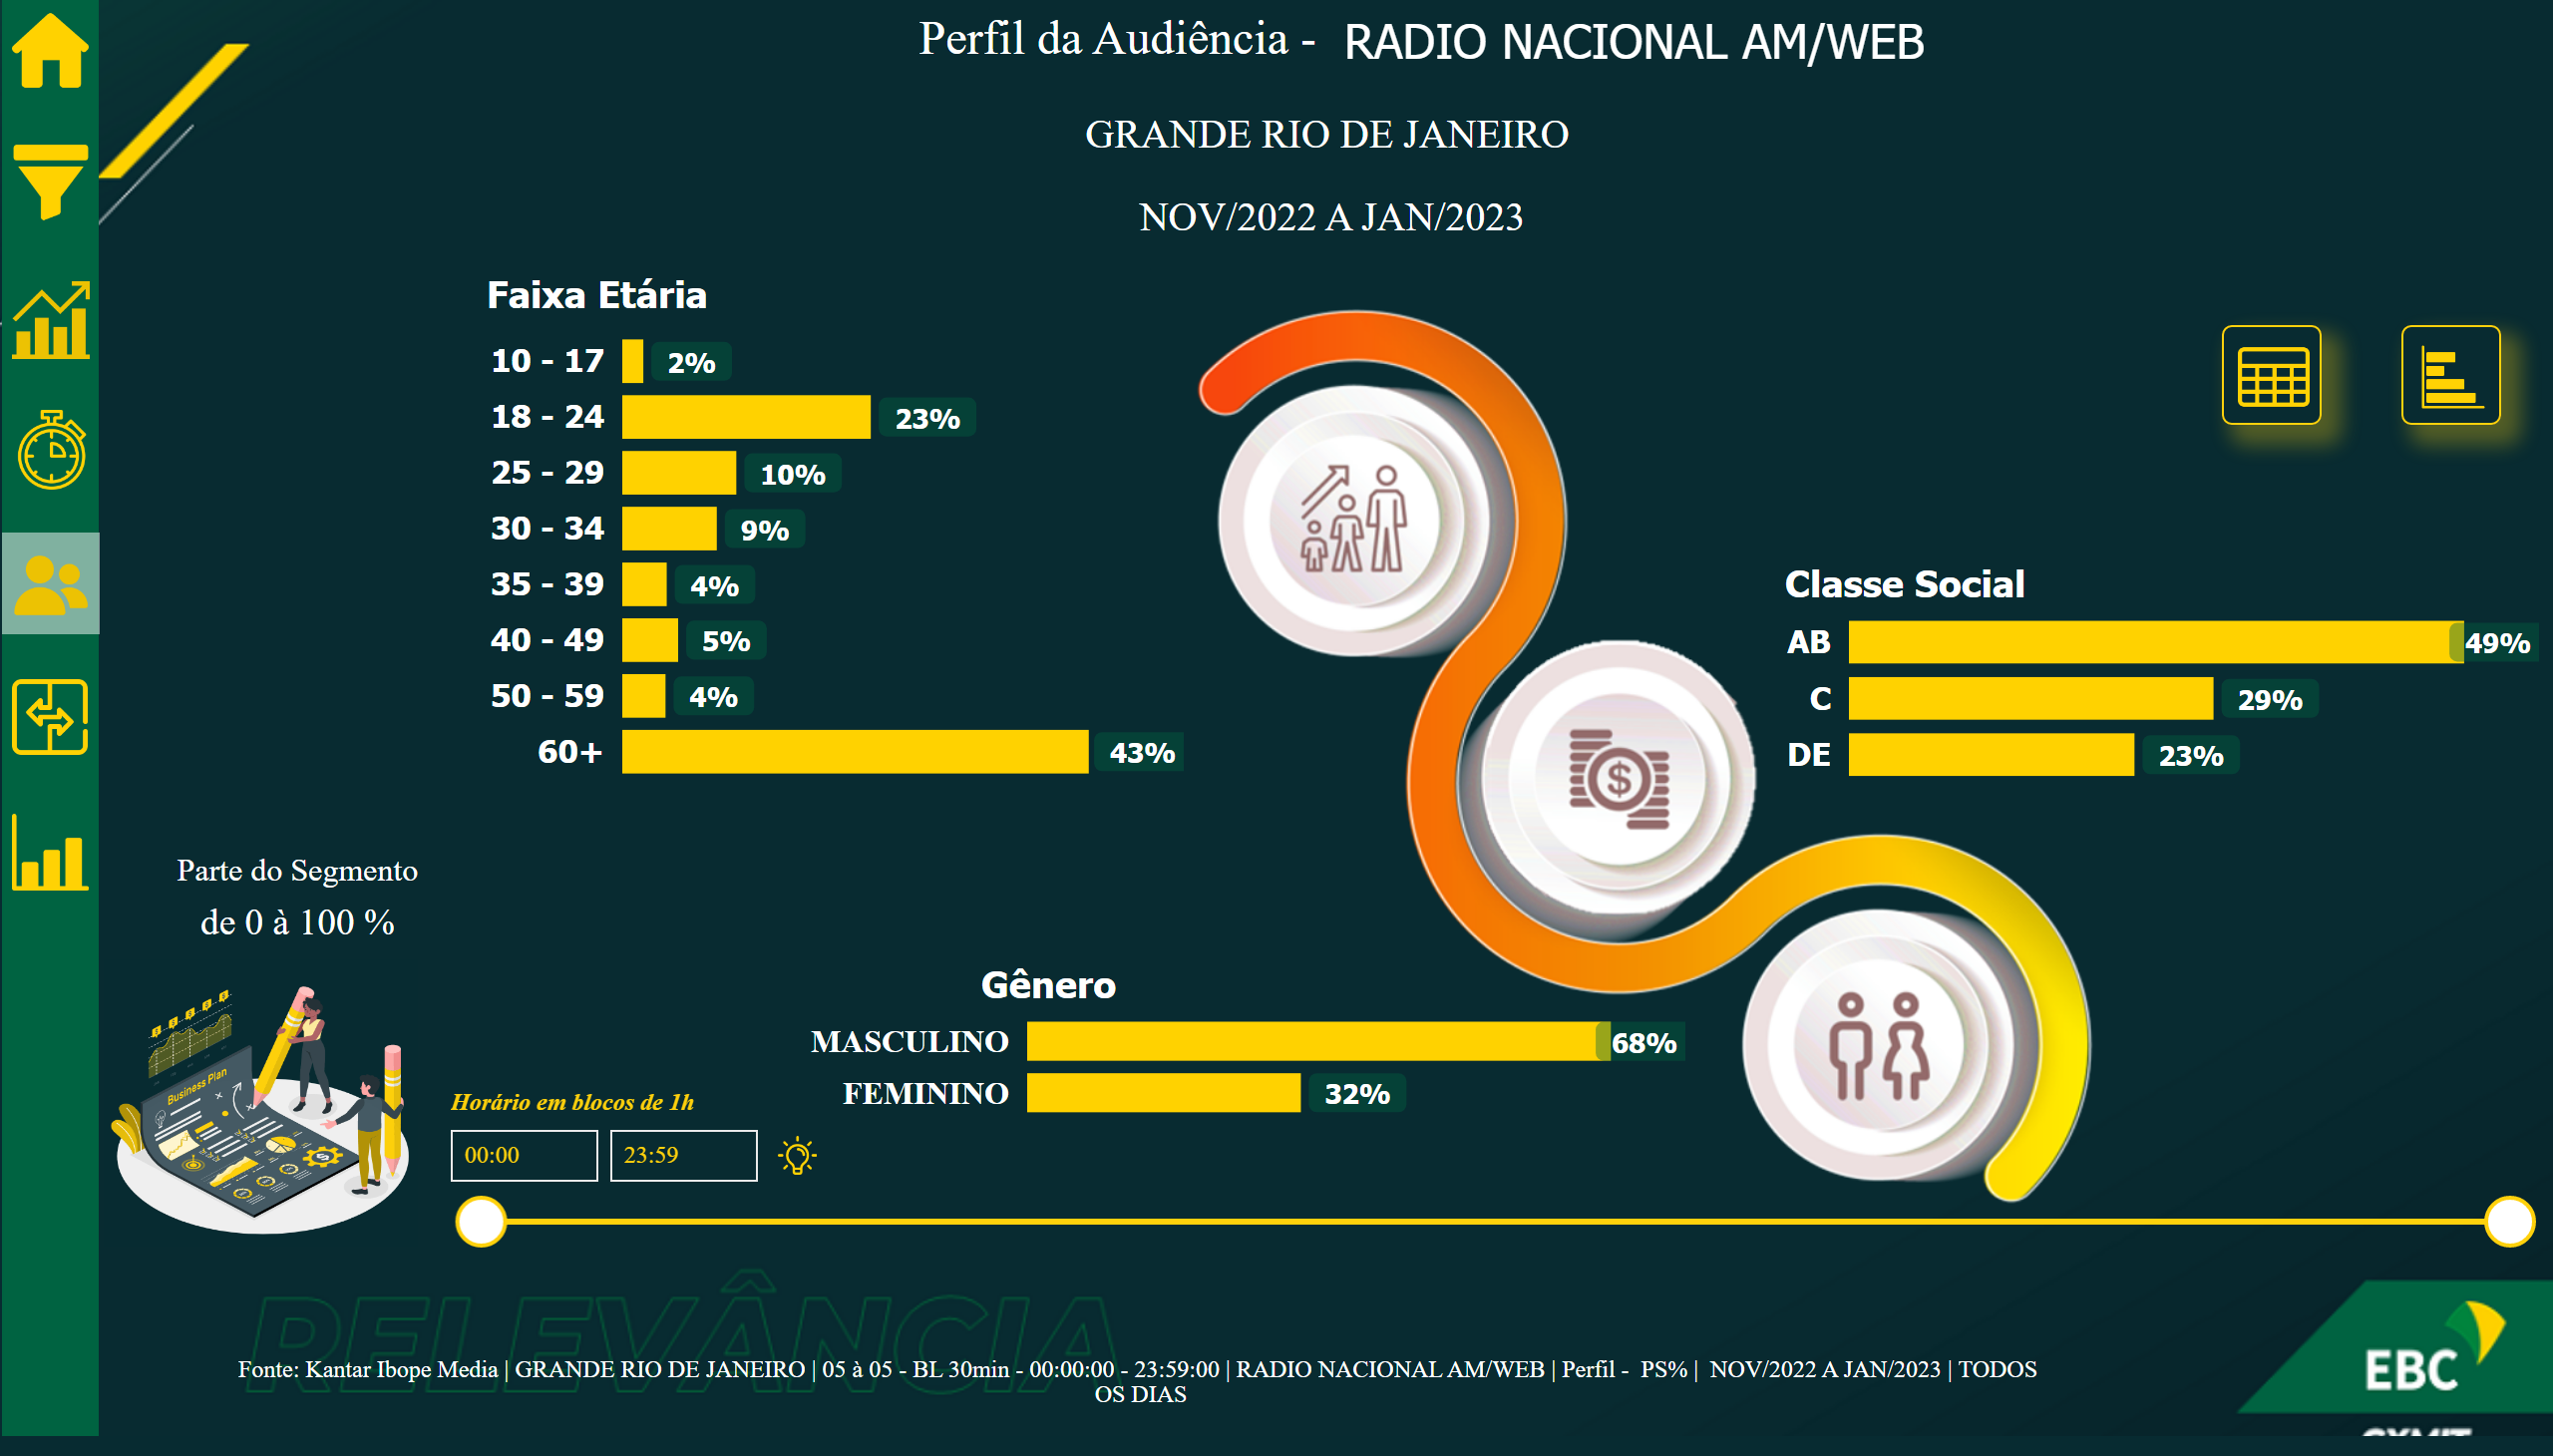 Perfil da Audiência - RADIO NACIONAL AM/WEB
GRANDE RIO DE JANEIRO
NOV/2022 A JAN/2023
Faixa Etária
10 - 17 2%
18 - 24 23%
25 - 29 10%
30 - 34 9%
35 - 39 4%
40 - 49 5%
50 - 59 4%
60+ 43%
Classe Social
AB 49%
C 29%
DE 23%
Parte do Segmento
de 0 à 100 %
Gênero
MASCULINO 68%
FEMININO 32%
Business Plan
Horário em blocos de 1h
00:00 23:59
RELEVÂNCIA
Fonte: Kantar Ibope Media | GRANDE RIO DE JANEIRO | 05 à 05 - BL 30min - 00:00:00 - 23:59:00 | RADIO NACIONAL AM/WEB | Perfil - PS% | NOV/2022 A JAN/2023 | TODOS
OS DIAS
EBC